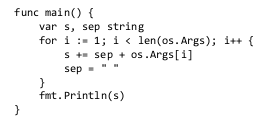 func main() {
    var s, sep string
    for i := 1; i < len(os.Args); i++ {
        s += sep + os.Args[i]
        sep = " "
    }
    fmt.Println(s)
}